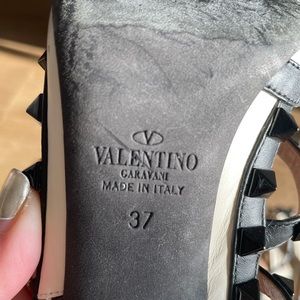 V
VALENTINO
GARAVANI
MADE IN ITALY
37